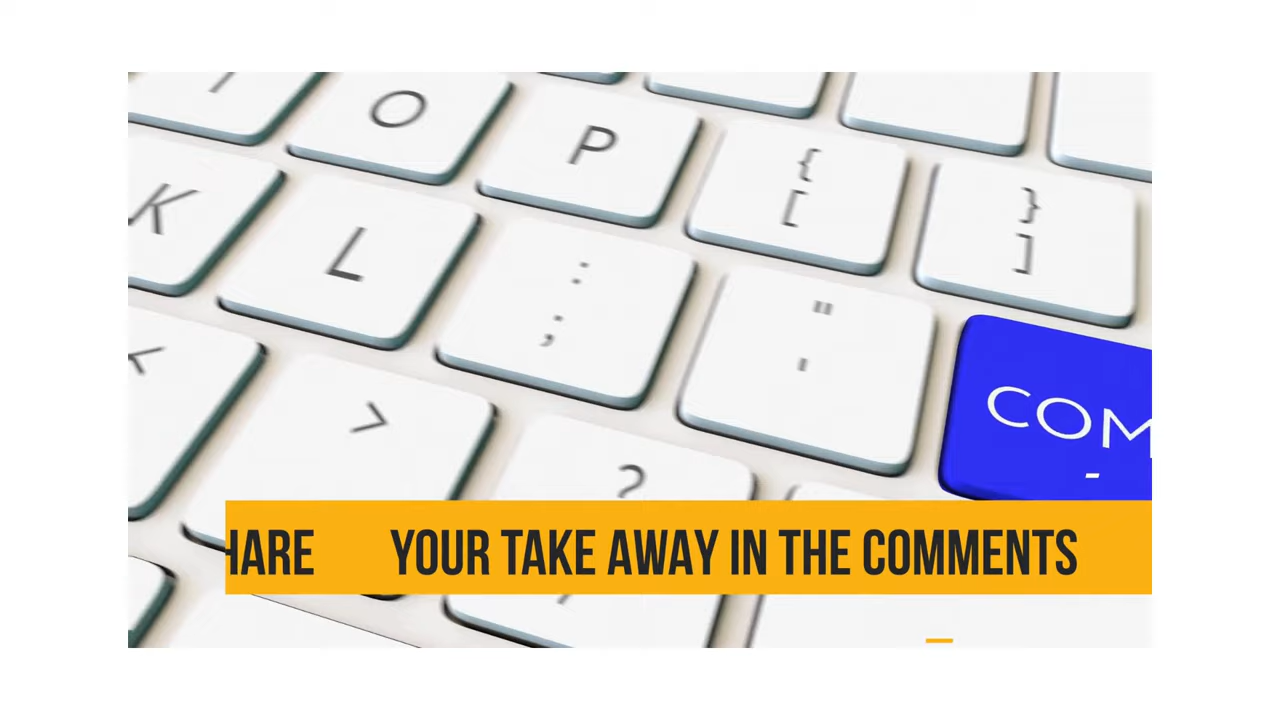 I O P { [ } ]
K L : ; " '
< > ? COM
HARE YOUR TAKE AWAY IN THE COMMENTS